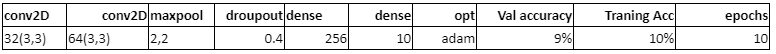 conv2D conv2D maxpool droupout dense dense opt Val accuracy Traning Acc epochs
32(3,3) 64(3,3) 2,2 0.4 256 10 adam 9% 10% 10